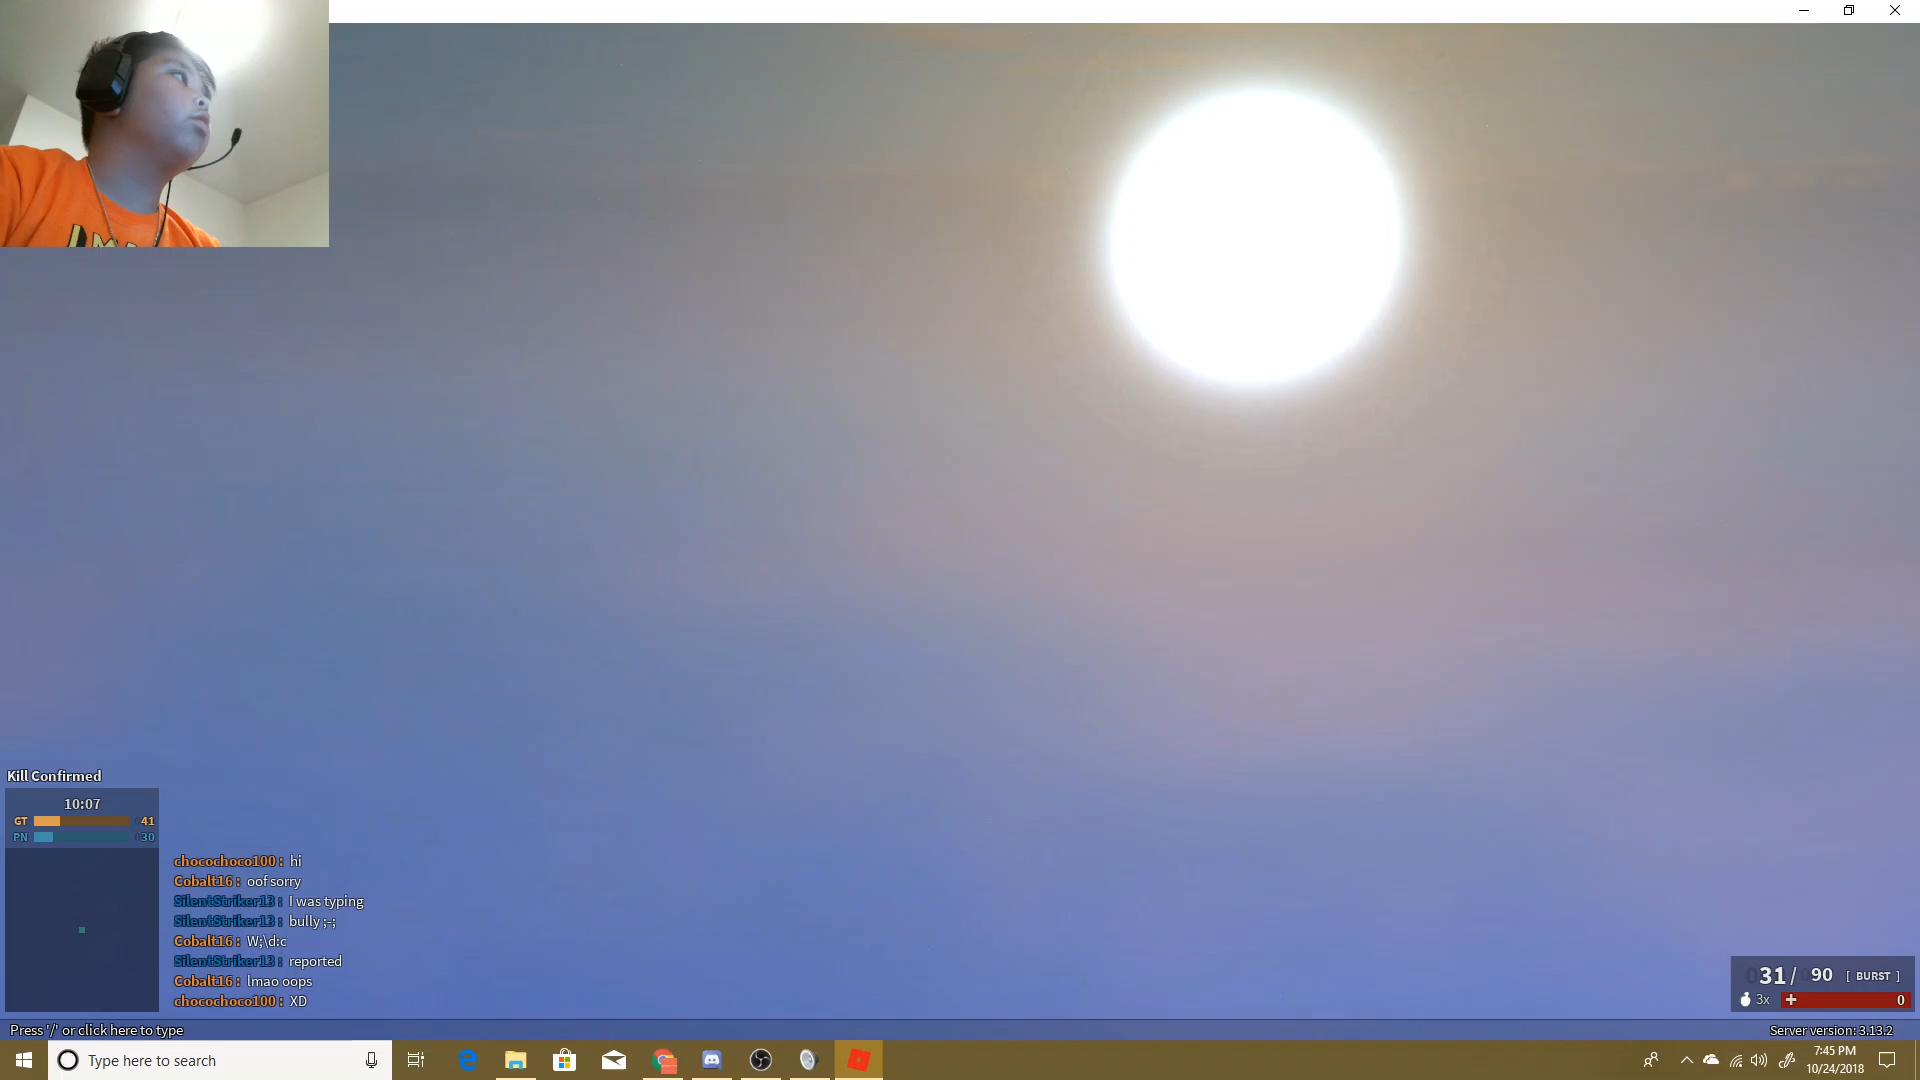 Kill Confirmed
10:07
GT 41
PN 30
chocochoco100 : hi
Cobalt16 : oof sorry
SilentStriker13 : I was typing
SilentStriker13 : bully ;-;
Cobalt16 : W;\d:c
SilentStriker13 : reported
Cobalt16 : lmao oops
chocochoco100 : XD
31 / 90 [ BURST ]
3x 0
Press '/' or click here to type
Server version: 3.13.2
Type here to search
7:45 PM
10/24/2018